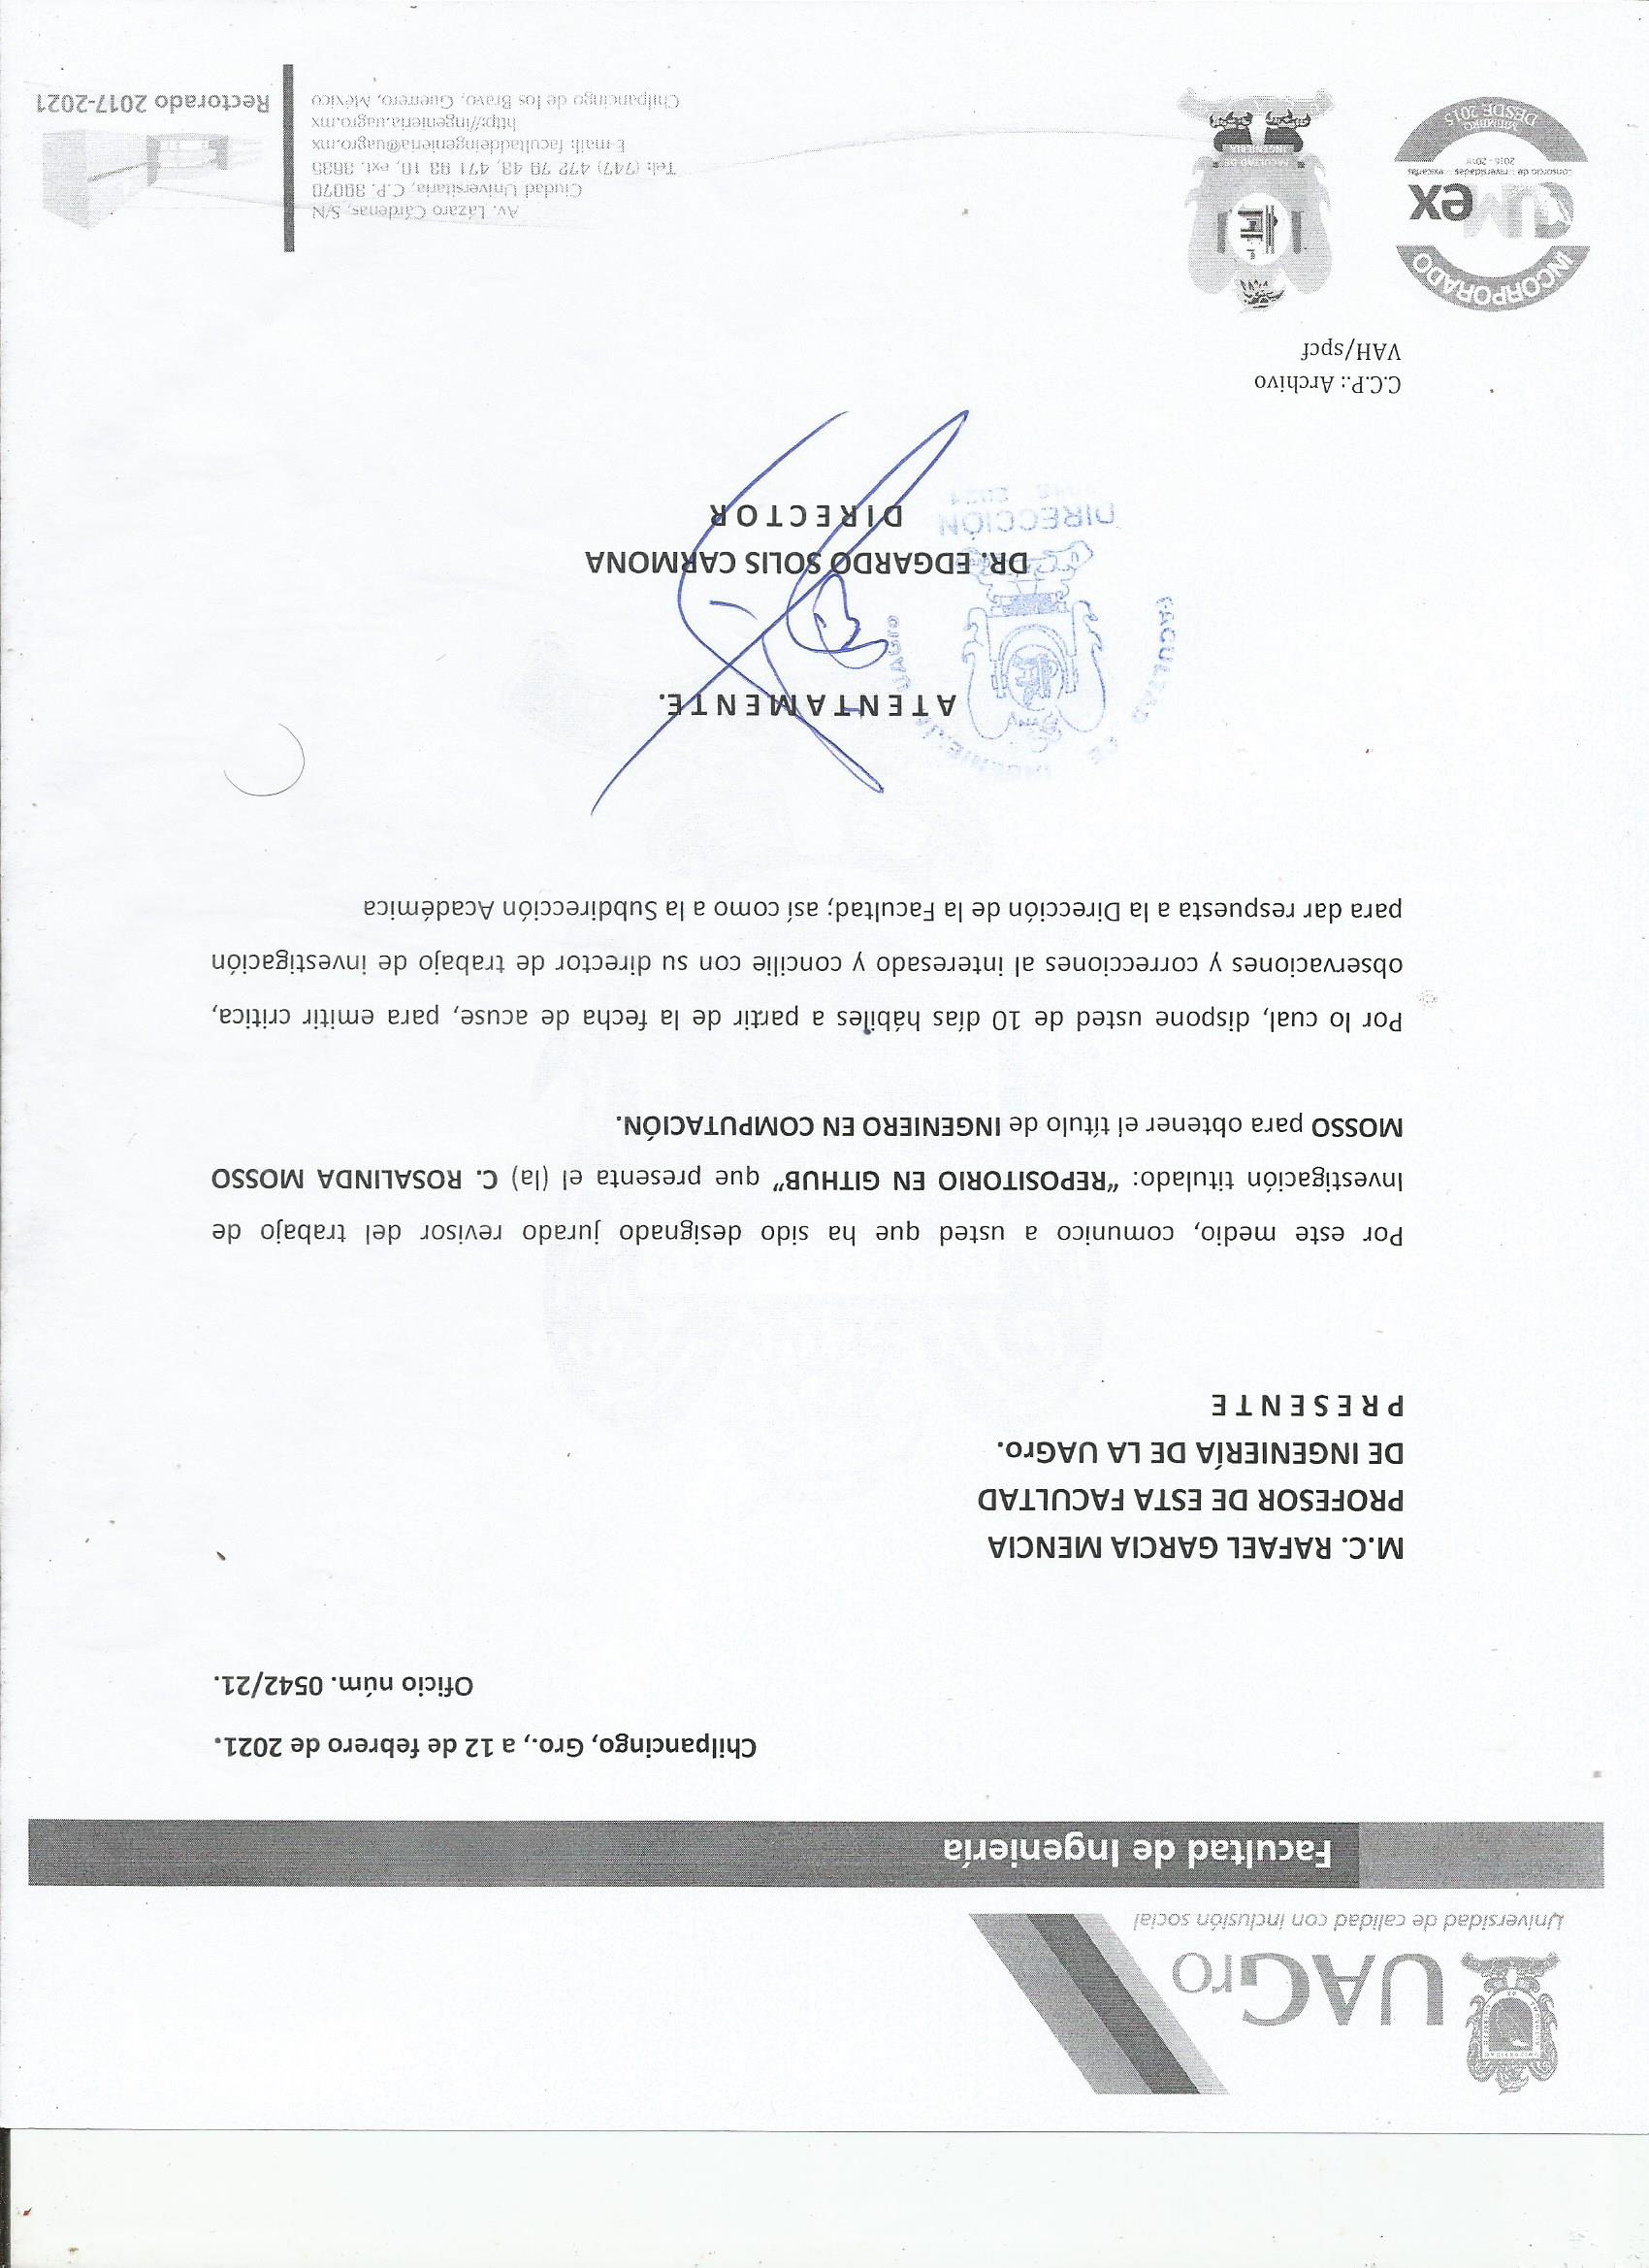 UAGro
Universidad de calidad con inclusión social
Facultad de Ingeniería
Chilpancingo, Gro., a 12 de febrero de 2021.
Oficio núm. 0542/21.
M.C. RAFAEL GARCIA MENCIA
PROFESOR DE ESTA FACULTAD
DE INGENIERÍA DE LA UAGro.
P R E S E N T E
Por este medio, comunico a usted que ha sido designado jurado revisor del trabajo de
Investigación titulado: “REPOSITORIO EN GITHUB” que presenta el (la) C. ROSALINDA MOSSO
MOSSO para obtener el título de INGENIERO EN COMPUTACIÓN.
Por lo cual, dispone usted de 10 días hábiles a partir de la fecha de acuse, para emitir critica,
observaciones y correcciones al interesado y concilie con su director de trabajo de investigación
para dar respuesta a la Dirección de la Facultad; así como a la Subdirección Académica
FACULTAD DE INGENIERÍA UAGro
A T E N T A M E N T E.
DR. EDGARDO SOLIS CARMONA
DIRECCIÓN
D I R E C T O R
2021
C.C.P.: Archivo
VAH/spcf
INCORPORADO
CUMex
Consorcio de Universidades Mexicanas
MIEMBRO
DESDE 2015
FACULTAD DE
INGENIERIA
Av. Lázaro Cárdenas, S/N
Ciudad Universitaria, C.P.
Tel: (747) 472 79 43, 471 93 10, ext.
E-mail: facultaddeingenieria@uagro.mx
http://ingenieria.uagro.mx
Chilpancingo de los Bravo, Guerrero, México
Rectorado 2017-2021